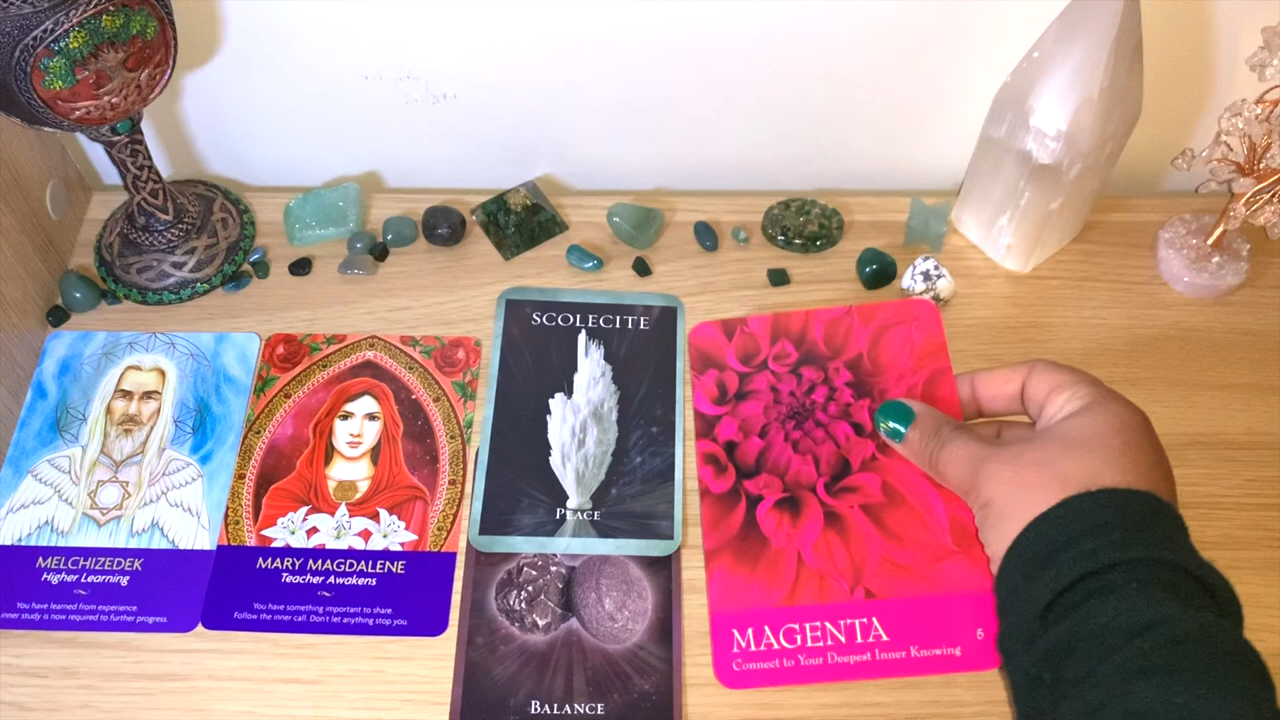 MELCHIZEDEK
Higher Learning
You have learned from experience.
inner study is now required to further progress.
MARY MAGDALENE
Teacher Awakens
You have something important to share.
Follow the inner call. Don't let anything stop you.
SCOLECITE
PEACE
BALANCE
MAGENTA
5
Connect to Your Deepest Inner Knowing